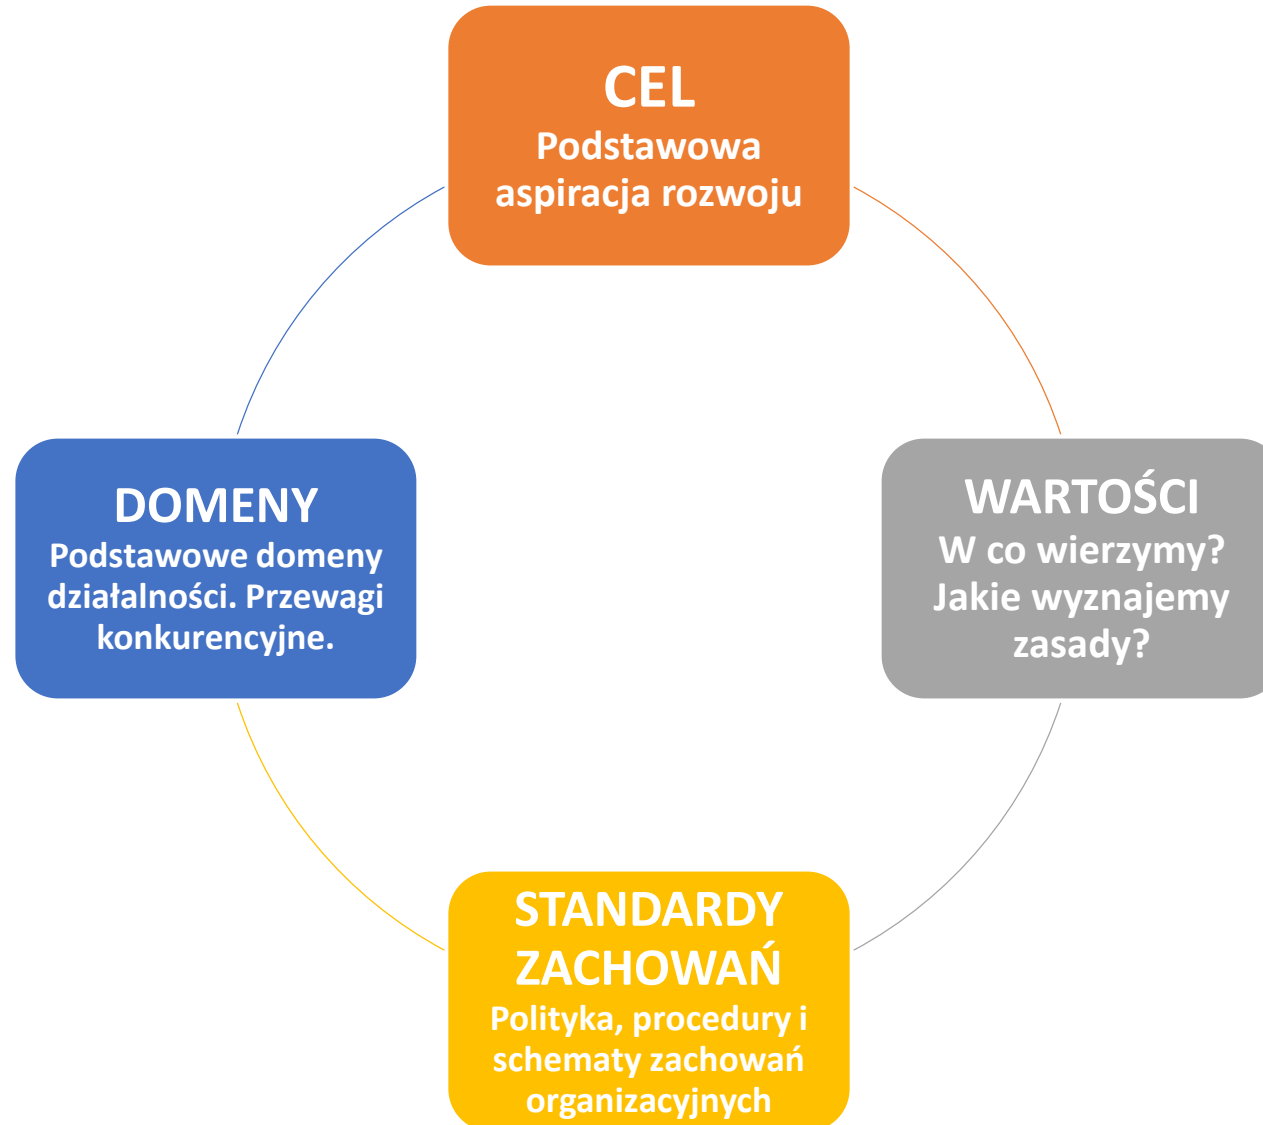 CEL
Podstawowa
aspiracja rozwoju
DOMENY
Podstawowe domeny
działalności. Przewagi
konkurencyjne.
WARTOŚCI
W co wierzymy?
Jakie wyznajemy
zasady?
STANDARDY
ZACHOWAŃ
Polityka, procedury i
schematy zachowań
organizacyjnych